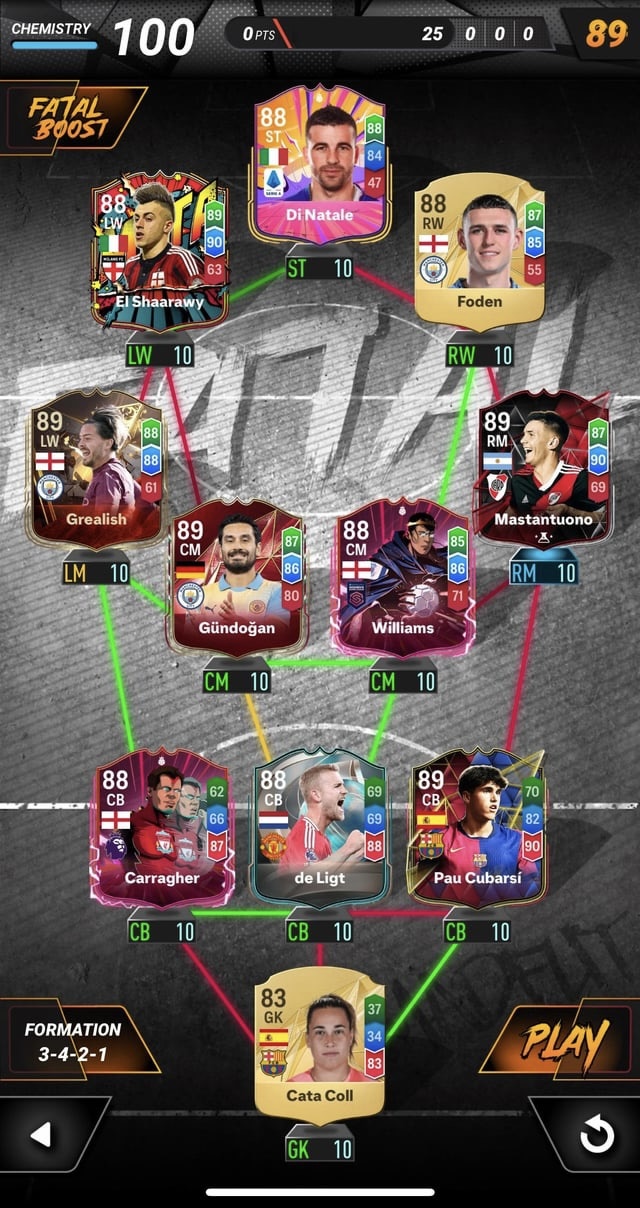 CHEMISTRY 100 0 PTS 25 0 0 0 89
FATAL
BOOST
88
ST
88
84
47
SERIE A
Di Natale
ST 10
88
LW
89
90
63
MILANO FC
El Shaarawy
LW 10
88
RW
87
85
55
Foden
RW 10
89
LW
88
88
61
Grealish
LM 10
89
CM
87
86
80
Gündoğan
CM 10
88
CM
85
86
71
Williams
CM 10
89
RM
87
90
69
Mastantuono
RM 10
88
CB
62
66
87
Carragher
CB 10
88
CB
69
69
88
de Ligt
CB 10
89
CB
70
82
90
Pau Cubarsí
CB 10
83
GK
37
34
83
Cata Coll
GK 10
FORMATION
3-4-2-1
PLAY